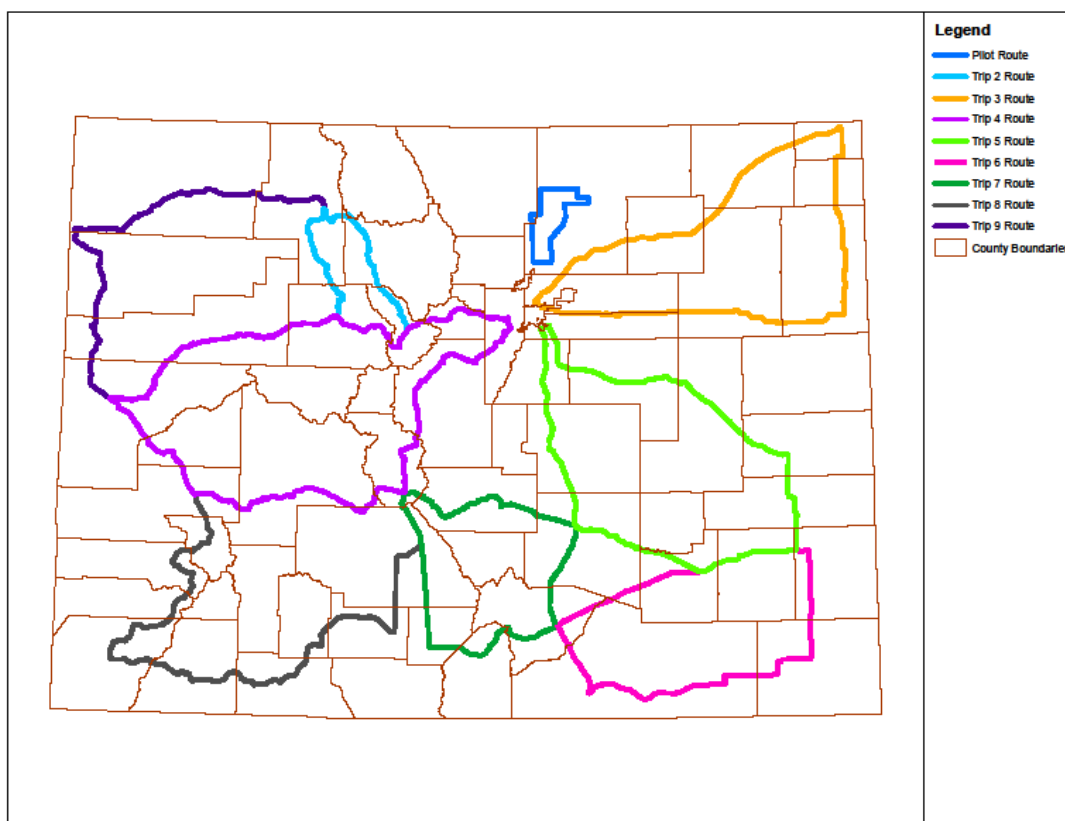 Legend
Pilot Route
Trip 2 Route
Trip 3 Route
Trip 4 Route
Trip 5 Route
Trip 6 Route
Trip 7 Route
Trip 8 Route
Trip 9 Route
County Boundaries